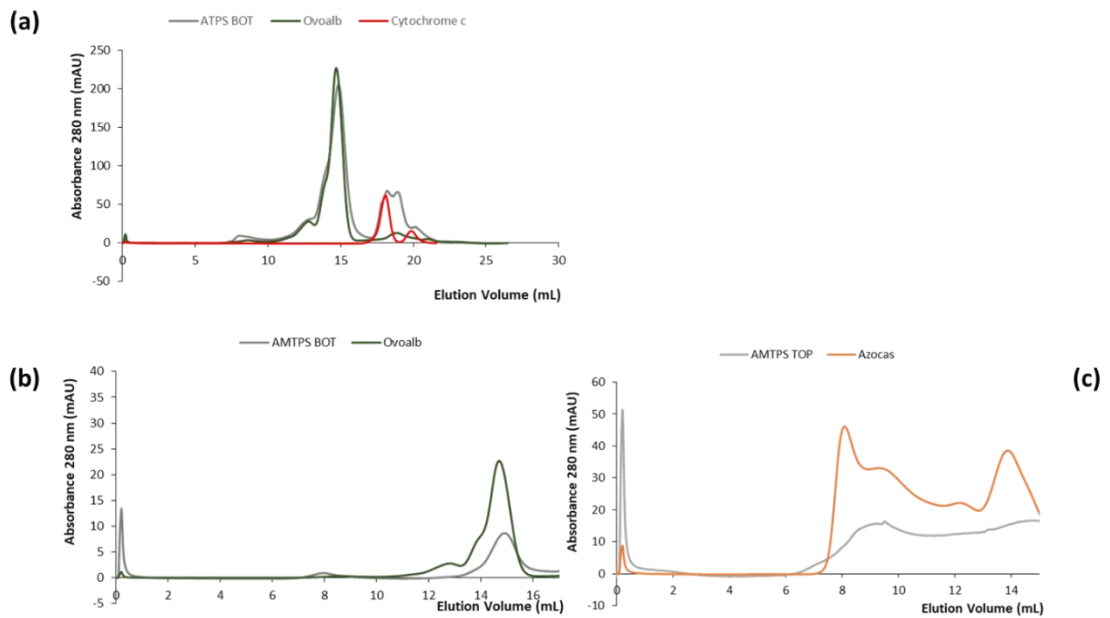 (a)
ATPS BOT Ovoalb Cytochrome c
Absorbance 280 nm (mAU)
250
200
150
100
50
0
-50
0 5 10 15 20 25 30
Elution Volume (mL)
(b)
AMTPS BOT Ovoalb
Absorbance 280 nm (mAU)
40
35
30
25
20
15
10
5
0
-5
0 2 4 6 8 10 12 14 16
Elution Volume (mL)
(c)
AMTPS TOP Azocas
Absorbance 280 nm (mAU)
60
50
40
30
20
10
0
-10
0 2 4 6 8 10 12 14
Elution Volume (mL)